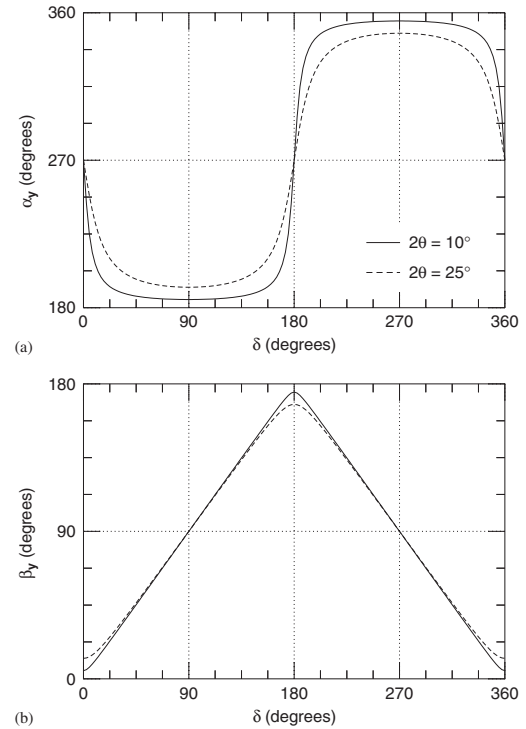 360
270
180
α_y (degrees)
2θ = 10°
2θ = 25°
0 90 180 270 360
(a)
δ (degrees)
180
90
0
β_y (degrees)
0 90 180 270 360
(b)
δ (degrees)